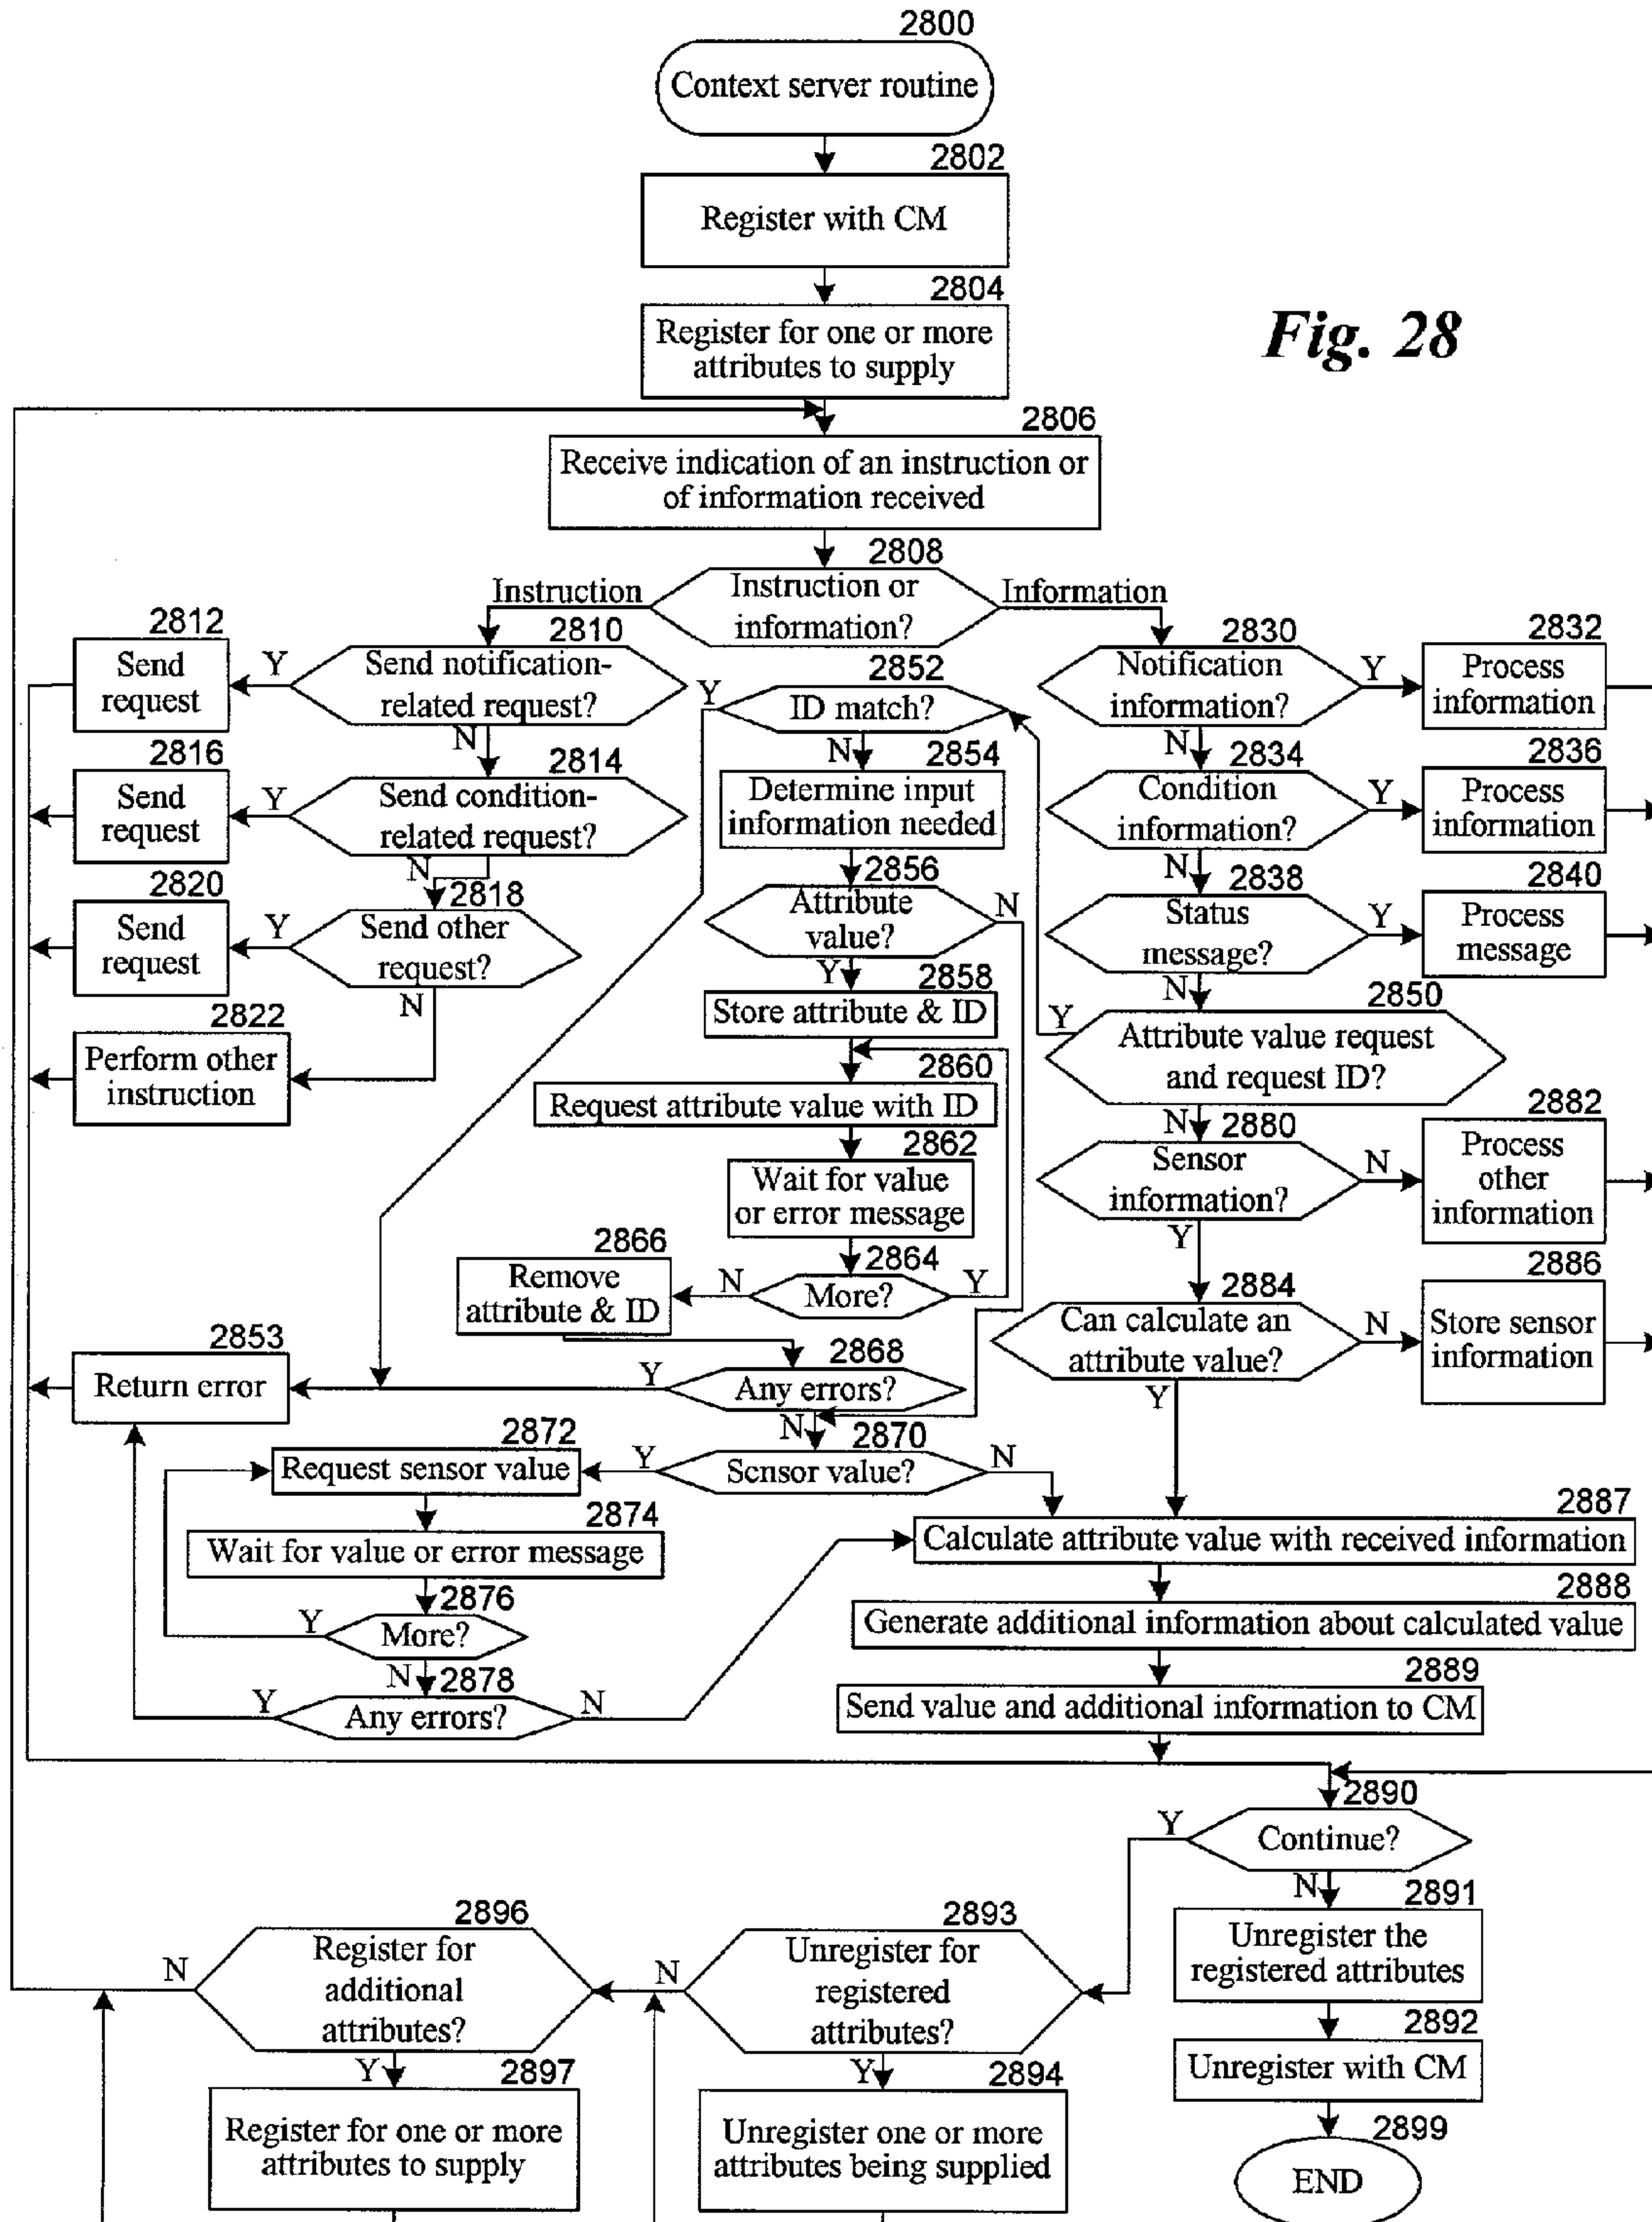 2800
Context server routine
2802
Register with CM
2804
Register for one or more
attributes to supply
Fig. 28
2806
Receive indication of an instruction or
of information received
2808
Instruction or
information?
Instruction
Information
2810
Send notification-
related request?
Y
N
2812
Send
request
2814
Send condition-
related request?
Y
N
2816
Send
request
2818
Send other
request?
Y
N
2820
Send
request
2822
Perform other
instruction
2830
Notification
information?
Y
N
2832
Process
information
2834
Condition
information?
Y
N
2836
Process
information
2838
Status
message?
Y
N
2840
Process
message
2850
Attribute value request
and request ID?
Y
N
2852
ID match?
Y
N
2854
Determine input
information needed
2856
Attribute
value?
N
Y
2858
Store attribute & ID
2860
Request attribute value with ID
2862
Wait for value
or error message
2864
More?
Y
N
2866
Remove
attribute & ID
2868
Any errors?
Y
N
2853
Return error
2870
Sensor value?
Y
N
2872
Request sensor value
2874
Wait for value or error message
2876
More?
Y
N
2878
Any errors?
Y
N
2880
Sensor
information?
N
Y
2882
Process
other
information
2884
Can calculate an
attribute value?
N
Y
2886
Store sensor
information
2887
Calculate attribute value with received information
2888
Generate additional information about calculated value
2889
Send value and additional information to CM
2890
Continue?
Y
N
2891
Unregister the
registered attributes
2892
Unregister with CM
2899
END
2893
Unregister for
registered
attributes?
N
Y
2894
Unregister one or more
attributes being supplied
2896
Register for
additional
attributes?
N
Y
2897
Register for one or more
attributes to supply